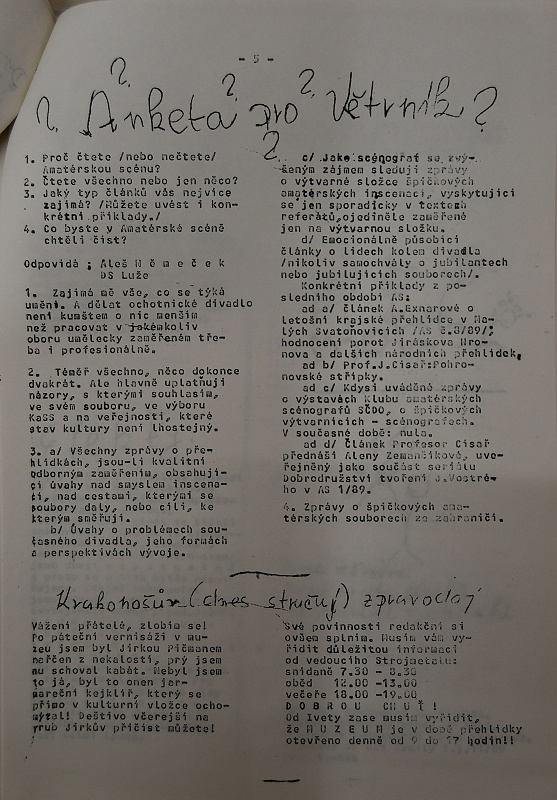 - 5 -
? Anketa pro Větrník ?
1. Proč čtete /nebo nečtete/
Amatérskou scénu?
2. Čtete všechno nebo jen něco?
3. Jaký typ článků vás nejvíce
zajímá? /Můžete uvést i kon-
krétní příklady./
4. Co byste v Amatérské scéně
chtěli číst?
Odpovídá : Aleš N ě m e č e k
DS Luže
1. Zajímá mě vše, co se týká
umění. A dělat ochotnické divadlo
není kumštem o nic menším
než pracovat v jakémkoliv
oboru umělecky zaměřeném tře-
ba i profesionálně.
2. Téměř všechno, něco dokonce
dvakrát. Ale hlavně uplatňuji
názory, s kterými souhlasím,
ve svém souboru, ve výboru
KaSS a na veřejnosti, které
stav kultury není lhostejný.
3. a/ Všechny zprávy o pře-
hlídkách, jsou-li kvalitní
odborným zaměřením, obsahují-
cí úvahy nad smyslem inscena-
cí, nad cestami, kterými se
soubory daly, nebo cíli, ke
kterým směřují.
b/ Úvahy o problémech sou-
časného divadla, jeho formách
a perspektivách vývoje.
c/ Jako scénograf se zvý-
šeným zájmem sleduji zprávy
o výtvarné složce špičkových
amatérských inscenací, vyskytující
se jen sporadicky v textech
referátů, ojediněle zaměřené
jen na výtvarnou složku.
d/ Emocionálně působící
články o lidech kolem divadla
/nikoliv samochvály o jubilantech
nebo jubilujících souborech/.
Konkrétní příklady z po-
sledního období AS:
ad a/ článek A.Exnarové o
letošní krajské přehlídce v Ma-
lých Svatoňovicích /AS č.8/89/;
hodnocení porot Jiráskova Hro-
nova a dalších národních přehlídek,
ad b/ Prof.J.Císař:Pohro-
novské střípky.
ad c/ Kdysi uváděné zprávy
o výstavách Klubu amatérských
scénografů SČDO, o špičkových
výtvarnících - scénografech.
V současné době: nula.
ad d/ Článek Profesor Císař
přednáší Aleny Zemančíkové, uve-
řejněný jako součást seriálu
Dobrodružství tvoření J.Vostré-
ho v AS 1/89.
4. Zprávy o špičkových ama-
térských souborech ze zahraničí.
Krakonošův (dnes stručný) zpravodaj
Vážení přátelé, zlobím se!
Po páteční vernisáži v mu-
zeu jsem byl Jirkou Pičmanem
nařčen z nekalostí, prý jsem
mu schoval kabát. Nebyl jsem
to já, byl to onen jar-
mareční kejklíř, který se
přímo v kulturní vložce ocho-
mýtal! Deštivo včerejší na
vrub Jirkův přičíst můžete!
Své povinnosti redakční si
ovšem splním. Musím vám vy-
řídit důležitou informaci
od vedoucího Strojmetalu:
snídaně 7.30 - 8.30
oběd 12.00 -13.00
večeře 18.00 -19.00
D O B R O U CHUŤ!
Od Ivety zase musím vyřídit,
že M U Z E U M je v době přehlídky
otevřeno denně od 9 do 17 hodin!!